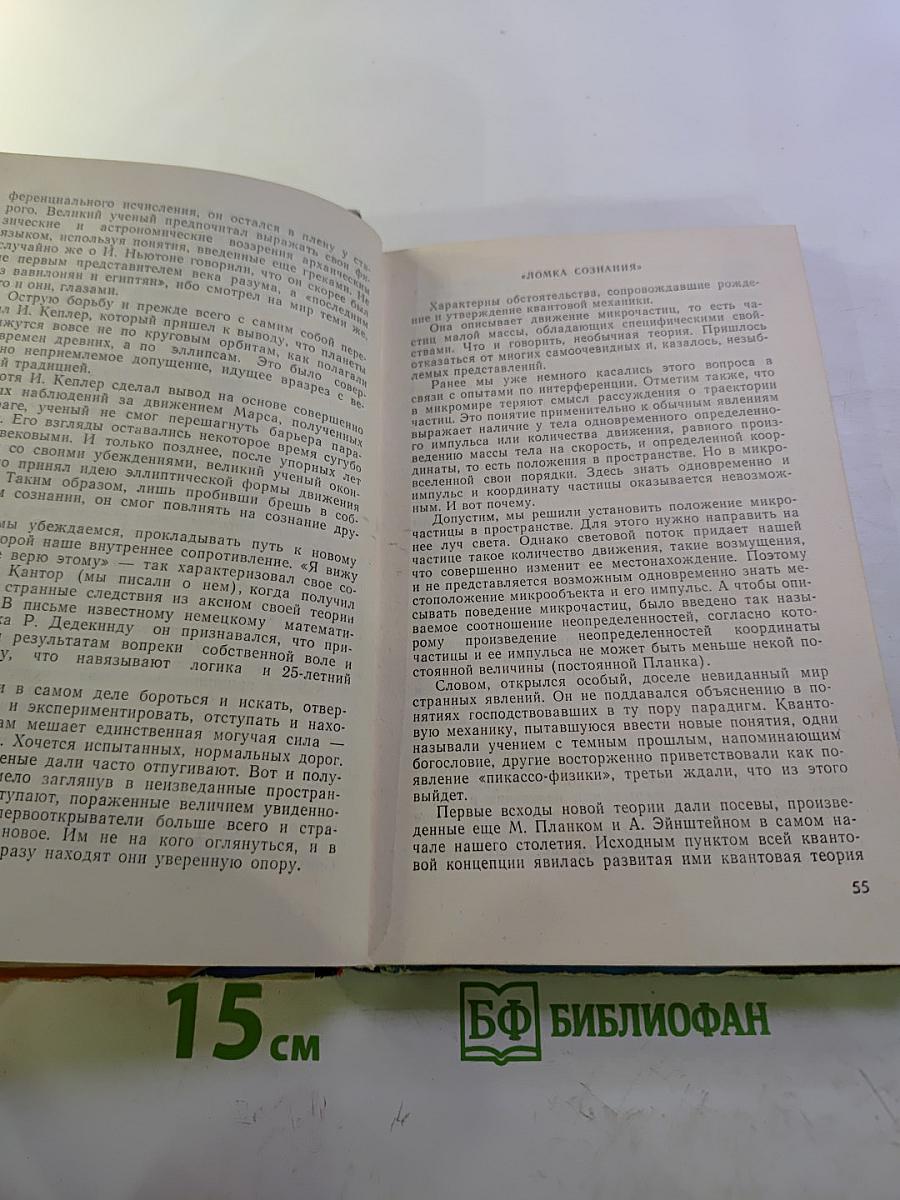 ференциального исчисления, он остался в плену у ста-
рого. Великий ученый предпочитал выражать свои фи-
зические и астрономические воззрения архаическим
языком, используя понятия, введенные еще греками. Не
случайно же о И. Ньютоне говорили, что он скорее был
не первым представителем века разума, а «последним
из вавилонян и египтян», ибо смотрел на мир теми же,
и они, глазами.
Острую борьбу и прежде всего с самим собой пере-
л И. Кеплер, который пришел к выводу, что планеты
жутся вовсе не по круговым орбитам, как полагали
времен древних, а по эллипсам. Это было совер-
но неприемлемое допущение, идущее вразрез с ве-
й традицией.
отя И. Кеплер сделал вывод на основе совершенно
ых наблюдений за движением Марса, полученных
раге, ученый не смог перешагнуть барьера пара-
. Его взгляды оставались некоторое время сугубо
вековыми. И только позднее, после упорных лет
со своими убеждениями, великий ученый окон-
о принял идею эллиптической формы движения
Таким образом, лишь пробивши брешь в соб-
м сознании, он смог повлнять на сознание дру-
мы убеждаемся, прокладывать путь к новому
орой наше внутреннее сопротивление. «Я вижу
е верю этому» — так характеризовал свое со-
Кантор (мы писали о нем), когда получил
странные следствия из аксиом своей теории
В письме известному немецкому математи-
ка Р. Дедекинду он признавался, что при-
результатам вопреки собственной воле и
у, что навязывают логика и 25-летний
и в самом деле бороться и искать, отвер-
и экспериментировать, отступать и нахо-
ам мешает единственная могучая сила —
. Хочется испытанных, нормальных дорог.
еные дали часто отпугивают. Вот и полу-
мело заглянув в неизведанные простран-
тупают, пораженные величием увиденно-
первооткрыватели больше всего и стра-
новое. Им не на кого оглянуться, и в
разу находят они уверенную опору.
«ЛОМКА СОЗНАНИЯ»
Характерны обстоятельства, сопровождавшие рожде-
ние и утверждение квантовой механики.
Она описывает движение микрочастиц, то есть ча-
стиц малой массы, обладающих специфическими свой-
ствами. Что и говорить, необычная теория. Пришлось
отказаться от многих самоочевидных и, казалось, незыб-
лемых представлений.
Ранее мы уже немного касались этого вопроса в
связи с опытами по интерференции. Отметим также, что
в микромире теряют смысл рассуждения о траектории
частиц. Это понятие применительно к обычным явлениям
выражает наличие у тела одновременного определенно-
го импульса или количества движения, равного произ-
ведению массы тела на скорость, и определенной коор-
динаты, то есть положения в пространстве. Но в микро-
вселенной свои порядки. Здесь знать одновременно и
импульс и координату частицы оказывается невозмож-
ным. И вот почему.
Допустим, мы решили установить положение микро-
частицы в пространстве. Для этого нужно направить на
нее луч света. Однако световой поток придает нашей
частице такое количество движения, такие возмущения,
что совершенно изменит ее местонахождение. Поэтому
и не представляется возможным одновременно знать ме-
стоположение микрообъекта и его импульс. А чтобы опи-
сывать поведение микрочастиц, было введено так назы-
ваемое соотношение неопределенностей, согласно кото-
рому произведение неопределенностей координаты
частицы и ее импульса не может быть меньше некой по-
стоянной величины (постоянной Планка).
Словом, открылся особый, доселе невиданный мир
странных явлений. Он не поддавался объяснению в по-
нятиях господствовавших в ту пору парадигм. Кванто-
вую механику, пытавшуюся ввести новые понятия, одни
называли учением с темным прошлым, напоминающим
богословие, другие восторженно приветствовали как по-
явление «пикассо-физики», третьи ждали, что из этого
выйдет.
Первые всходы новой теории дали посевы, произве-
денные еще М. Планком и А. Эйнштейном в самом на-
чале нашего столетия. Исходным пунктом всей кванто-
вой концепции явилась развитая ими квантовая теория
55
15 см
БФ БИБЛИОФАН